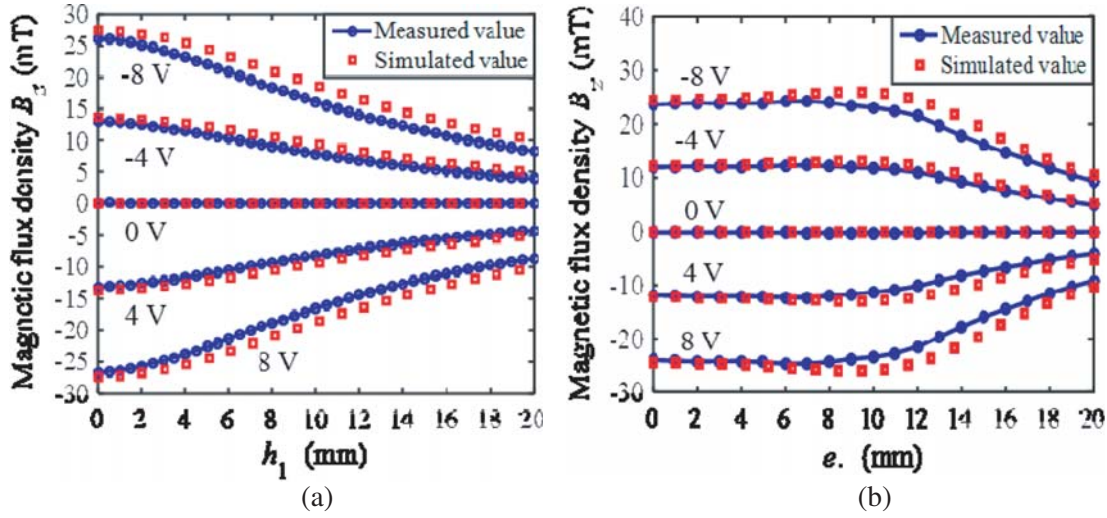 Magnetic flux density B_z (mT)
30
25
20
15
10
5
0
-5
-10
-15
-20
-25
-30
Measured value
Simulated value
-8 V
-4 V
0 V
4 V
8 V
0 2 4 6 8 10 12 14 16 18 20
h₁ (mm)
(a)
Magnetic flux density B_z (mT)
40
30
20
10
0
-10
-20
-30
Measured value
Simulated value
-8 V
-4 V
0 V
4 V
8 V
0 2 4 6 8 10 12 14 16 18 20
e. (mm)
(b)